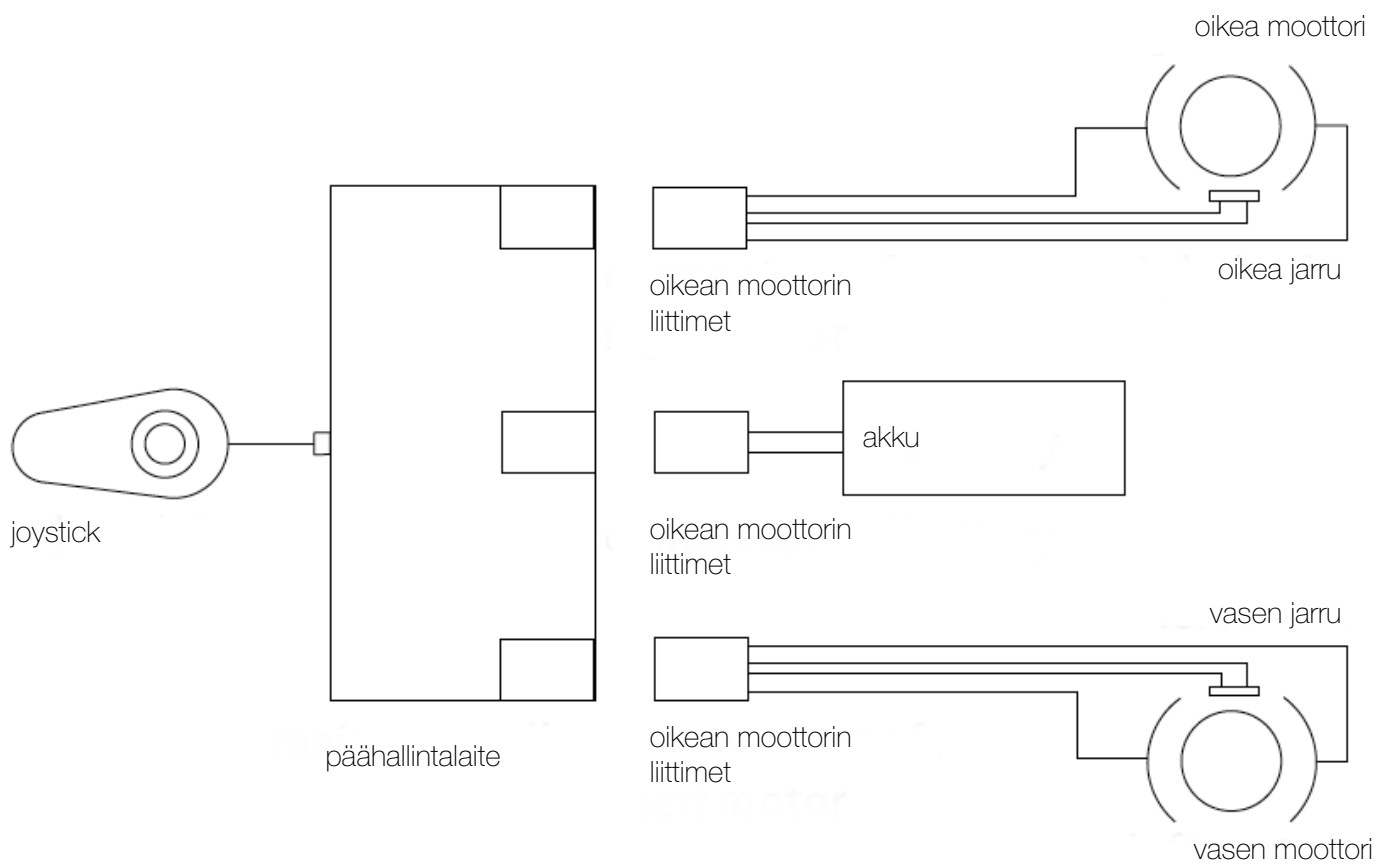 oikea moottori
oikea jarru
oikean moottorin
liittimet
akku
joystick
oikean moottorin
liittimet
vasen jarru
oikean moottorin
liittimet
päähallintalaite
vasen moottori